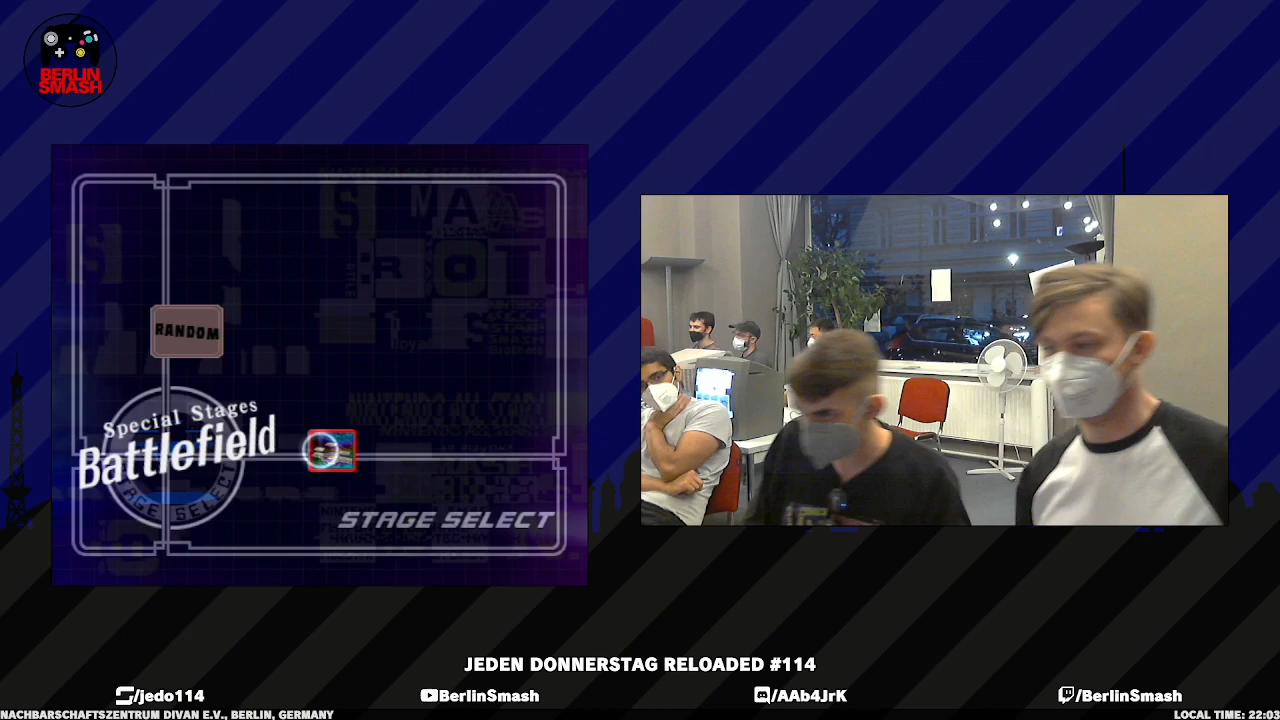 BERLIN
SMASH
RANDOM
Special Stages
Battlefield
STAGE SELECT
JEDEN DONNERSTAG RELOADED #114
/jedo114
BerlinSmash
/AAb4JrK
/BerlinSmash
NACHBARSCHAFTSZENTRUM DIVAN E.V., BERLIN, GERMANY
LOCAL TIME: 22:03